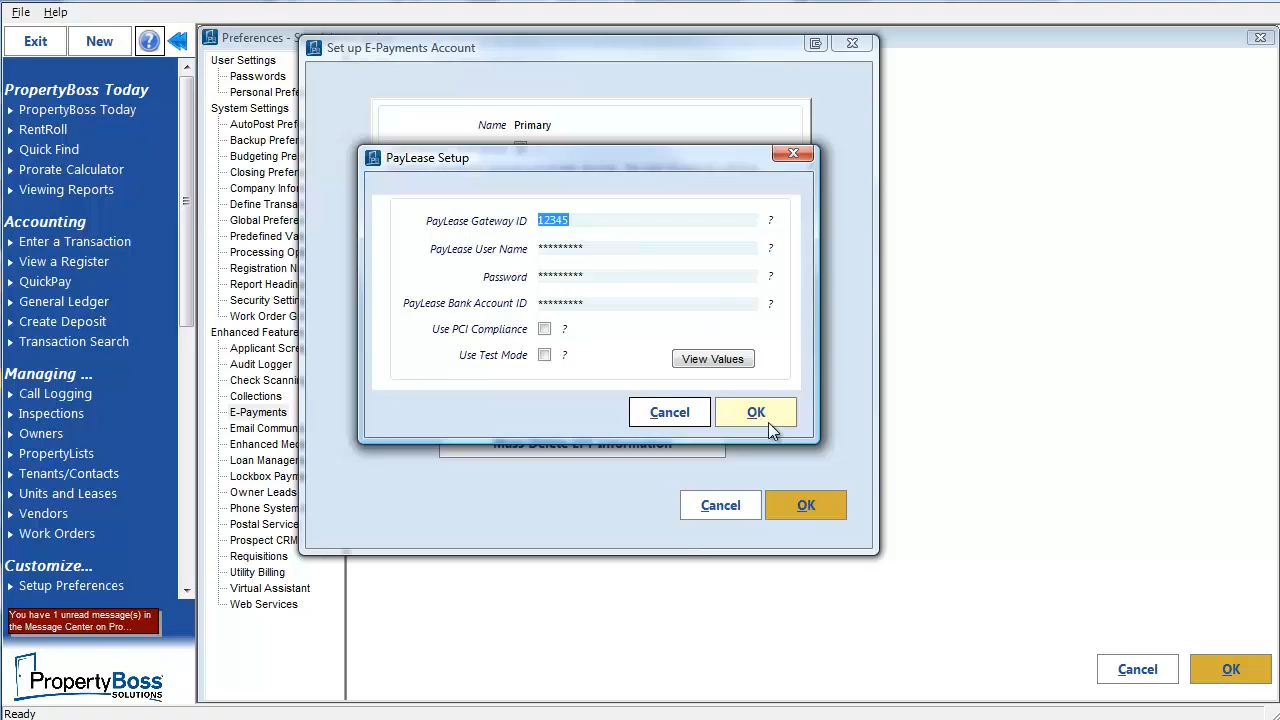 File Help
Exit New
PropertyBoss Today
PropertyBoss Today
RentRoll
Quick Find
Prorate Calculator
Viewing Reports
Accounting
Enter a Transaction
View a Register
QuickPay
General Ledger
Create Deposit
Transaction Search
Managing ...
Call Logging
Inspections
Owners
PropertyLists
Tenants/Contacts
Units and Leases
Vendors
Work Orders
Customize...
Setup Preferences
You have 1 unread message(s) in
the Message Center on Pro...
PropertyBoss
SOLUTIONS
Ready
Preferences - S
User Settings
Passwords
Personal Prefe
System Settings
AutoPost Pref
Backup Prefer
Budgeting Pre
Closing Prefer
Company Infor
Define Transa
Global Prefere
Predefined Va
Processing Op
Registration N
Report Headin
Security Settin
Work Order G
Enhanced Feature
Applicant Scre
Audit Logger
Check Scannin
Collections
E-Payments
Email Commun
Enhanced Med
Loan Manager
Lockbox Paym
Owner Leads
Phone System
Postal Service
Prospect CRM
Requisitions
Utility Billing
Virtual Assistant
Web Services
Set up E-Payments Account
Name Primary
PayLease Setup
PayLease Gateway ID 12345 ?
PayLease User Name ********* ?
Password ********* ?
PayLease Bank Account ID ********* ?
Use PCI Compliance ?
Use Test Mode ?
View Values
Cancel OK
Mass Delete EFT Information
Cancel OK
Cancel OK